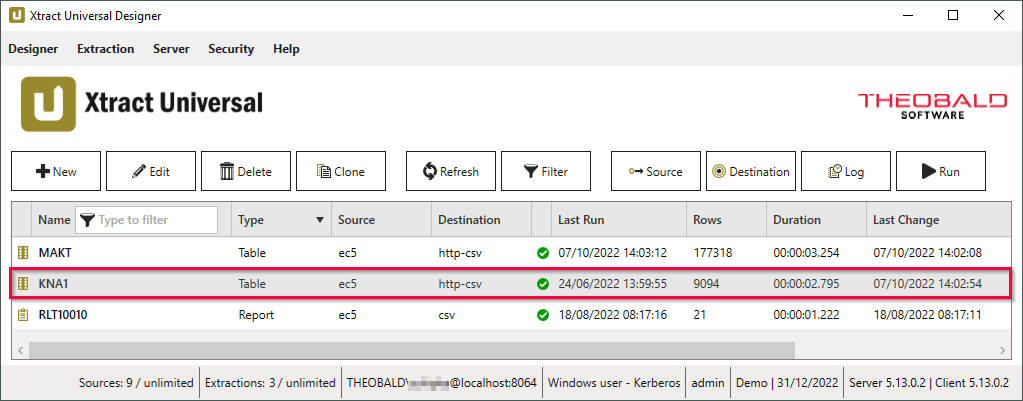 Xtract Universal Designer
Designer Extraction Server Security Help
Xtract Universal
THEOBALD
SOFTWARE
New Edit Delete Clone Refresh Filter Source Destination Log Run
Name Type to filter Type Source Destination Last Run Rows Duration Last Change
MAKT Table ec5 http-csv 07/10/2022 14:03:12 177318 00:00:03.254 07/10/2022 14:02:08
KNA1 Table ec5 http-csv 24/06/2022 13:59:55 9094 00:00:02.795 07/10/2022 14:02:54
RLT10010 Report ec5 csv 18/08/2022 08:17:16 21 00:00:01.222 18/08/2022 08:17:11
Sources: 9 / unlimited Extractions: 3 / unlimited THEOBALD\ @localhost:8064 Windows user - Kerberos admin Demo | 31/12/2022 Server 5.13.0.2 | Client 5.13.0.2